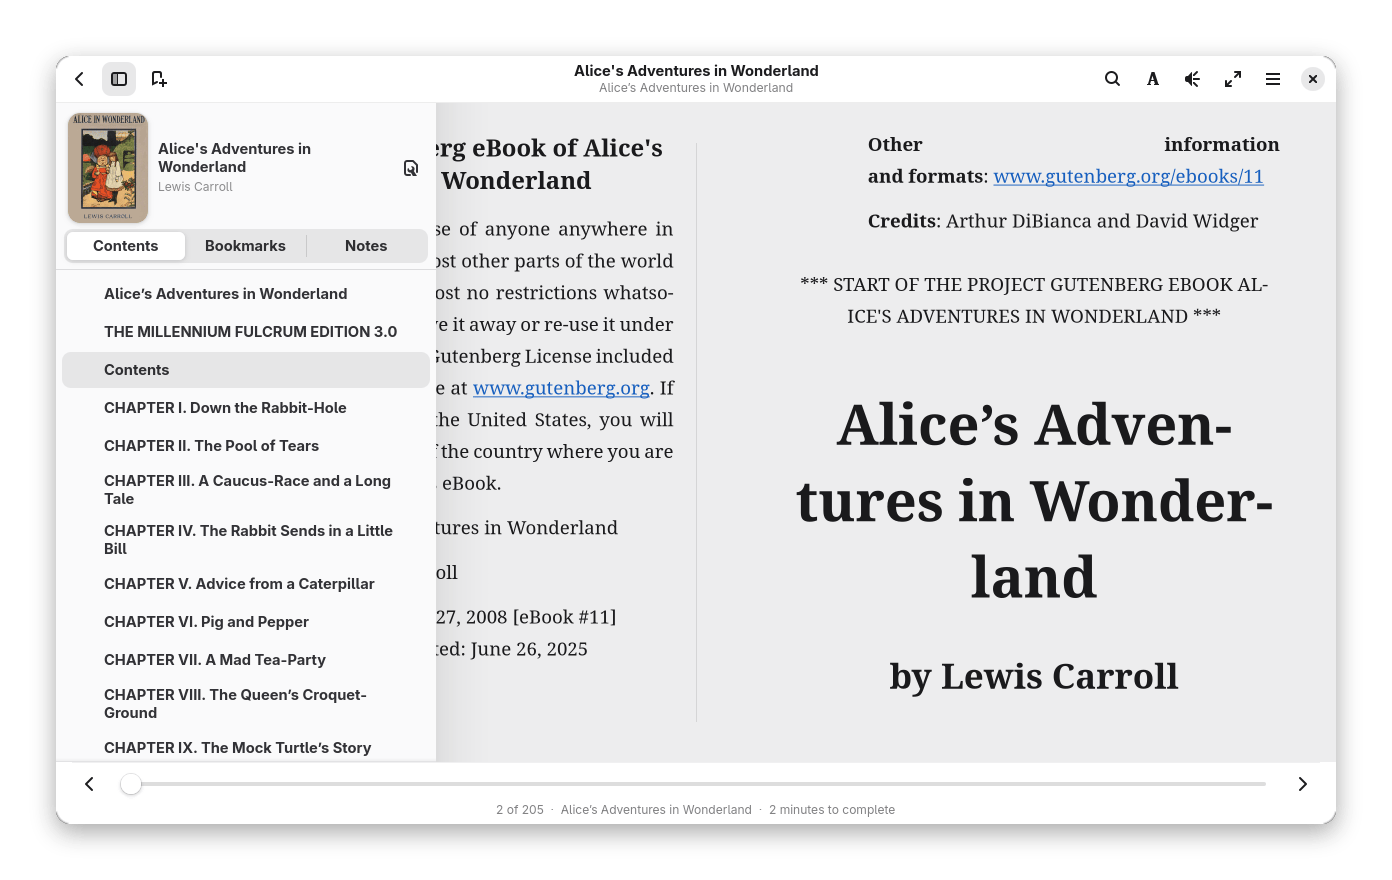 Alice's Adventures in Wonderland
Alice's Adventures in Wonderland
A
ALICE IN WONDERLAND
LEWIS CARROLL
Alice's Adventures in
Wonderland
Lewis Carroll
Contents
Bookmarks
Notes
Alice’s Adventures in Wonderland
THE MILLENNIUM FULCRUM EDITION 3.0
Contents
CHAPTER I. Down the Rabbit-Hole
CHAPTER II. The Pool of Tears
CHAPTER III. A Caucus-Race and a Long
Tale
CHAPTER IV. The Rabbit Sends in a Little
Bill
CHAPTER V. Advice from a Caterpillar
CHAPTER VI. Pig and Pepper
CHAPTER VII. A Mad Tea-Party
CHAPTER VIII. The Queen’s Croquet-
Ground
CHAPTER IX. The Mock Turtle’s Story
erg eBook of Alice's
Wonderland
se of anyone anywhere in
ost other parts of the world
ost no restrictions whatso-
e it away or re-use it under
Gutenberg License included
e at www.gutenberg.org. If
the United States, you will
f the country where you are
eBook.
tures in Wonderland
oll
27, 2008 [eBook #11]
ted: June 26, 2025
Other information
and formats: www.gutenberg.org/ebooks/11
Credits: Arthur DiBianca and David Widger
*** START OF THE PROJECT GUTENBERG EBOOK AL-
ICE'S ADVENTURES IN WONDERLAND ***
Alice’s Adven-
tures in Wonder-
land
by Lewis Carroll
2 of 205 · Alice’s Adventures in Wonderland · 2 minutes to complete